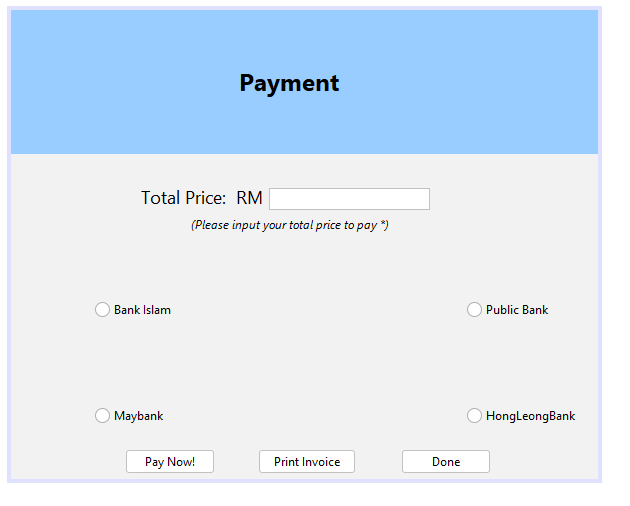 Payment
Total Price: RM
(Please input your total price to pay *)
Bank Islam
Public Bank
Maybank
HongLeongBank
Pay Now!
Print Invoice
Done